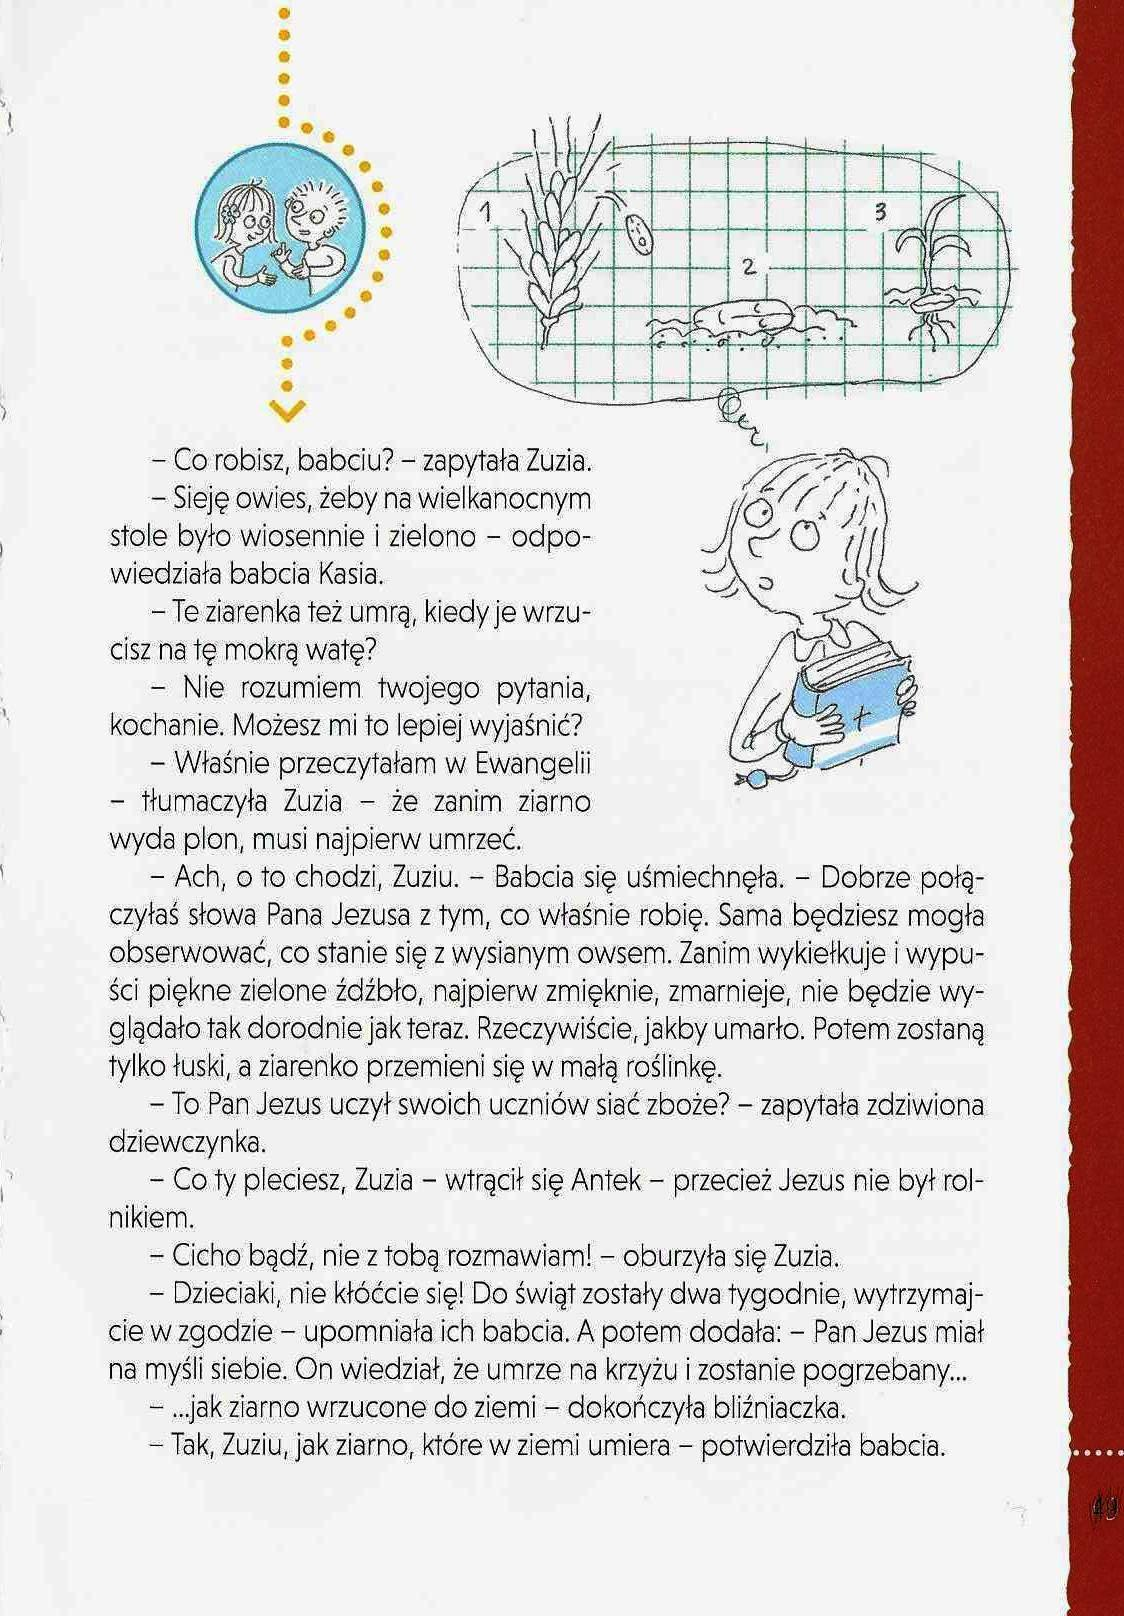 1
2
3
– Co robisz, babciu? – zapytała Zuzia.
– Sieję owies, żeby na wielkanocnym
stole było wiosennie i zielono – odpo-
wiedziała babcia Kasia.
– Te ziarenka też umrą, kiedy je wrzu-
cisz na tę mokrą watę?
– Nie rozumiem twojego pytania,
kochanie. Możesz mi to lepiej wyjaśnić?
– Właśnie przeczytałam w Ewangelii
– tłumaczyła Zuzia – że zanim ziarno
wyda plon, musi najpierw umrzeć.
– Ach, o to chodzi, Zuziu. – Babcia się uśmiechnęła. – Dobrze połą-
czyłaś słowa Pana Jezusa z tym, co właśnie robię. Sama będziesz mogła
obserwować, co stanie się z wysianym owsem. Zanim wykiełkuje i wypu-
ści piękne zielone źdźbło, najpierw zmięknie, zmarnieje, nie będzie wy-
glądało tak dorodnie jak teraz. Rzeczywiście, jakby umarło. Potem zostaną
tylko łuski, a ziarenko przemieni się w małą roślinkę.
– To Pan Jezus uczył swoich uczniów siać zboże? – zapytała zdziwiona
dziewczynka.
– Co ty pleciesz, Zuzia – wtrącił się Antek – przecież Jezus nie był rol-
nikiem.
– Cicho bądź, nie z tobą rozmawiam! – oburzyła się Zuzia.
– Dzieciaki, nie kłóćcie się! Do świąt zostały dwa tygodnie, wytrzymaj-
cie w zgodzie – upomniała ich babcia. A potem dodała: – Pan Jezus miał
na myśli siebie. On wiedział, że umrze na krzyżu i zostanie pogrzebany...
– ...jak ziarno wrzucone do ziemi – dokończyła bliźniaczka.
– Tak, Zuziu, jak ziarno, które w ziemi umiera – potwierdziła babcia.
49